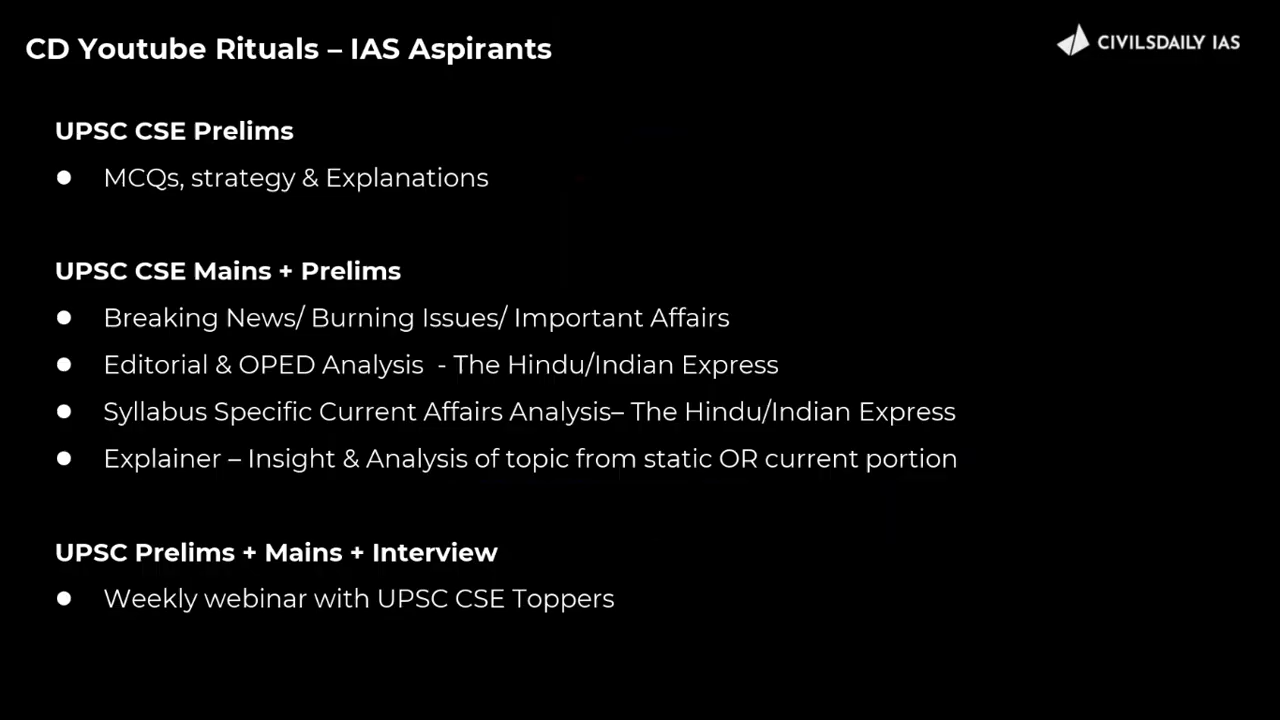 CD Youtube Rituals – IAS Aspirants
CIVILSDAILY IAS
UPSC CSE Prelims
● MCQs, strategy & Explanations
UPSC CSE Mains + Prelims
● Breaking News/ Burning Issues/ Important Affairs
● Editorial & OPED Analysis  - The Hindu/Indian Express
● Syllabus Specific Current Affairs Analysis– The Hindu/Indian Express
● Explainer – Insight & Analysis of topic from static OR current portion
UPSC Prelims + Mains + Interview
● Weekly webinar with UPSC CSE Toppers